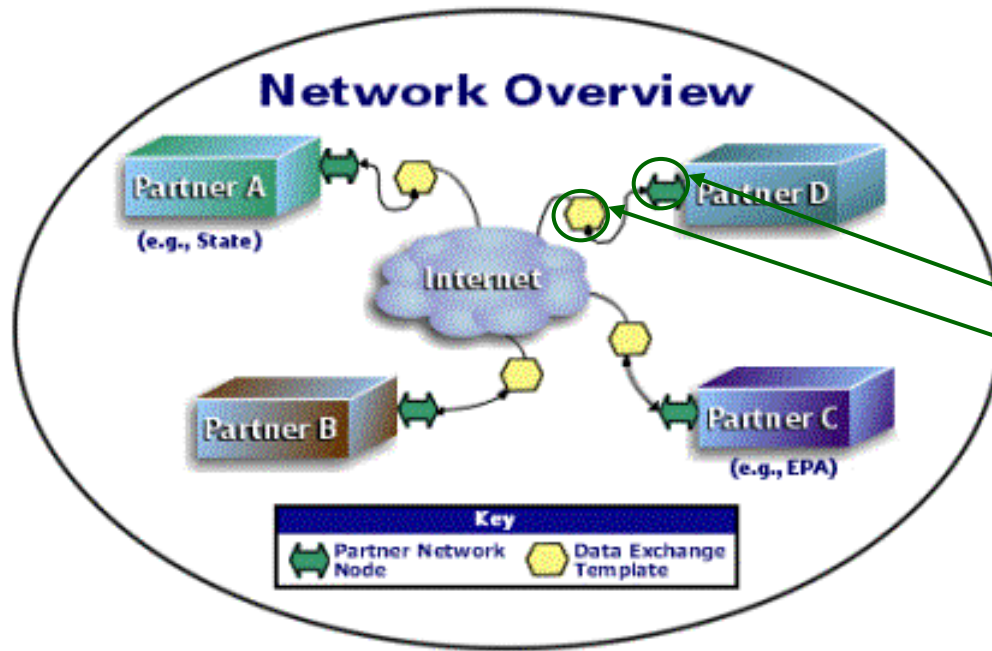 Network Overview
Partner A
(e.g., State)
Partner D
Internet
Partner B
Partner C
(e.g., EPA)
Key
Partner Network
Node
Data Exchange
Template